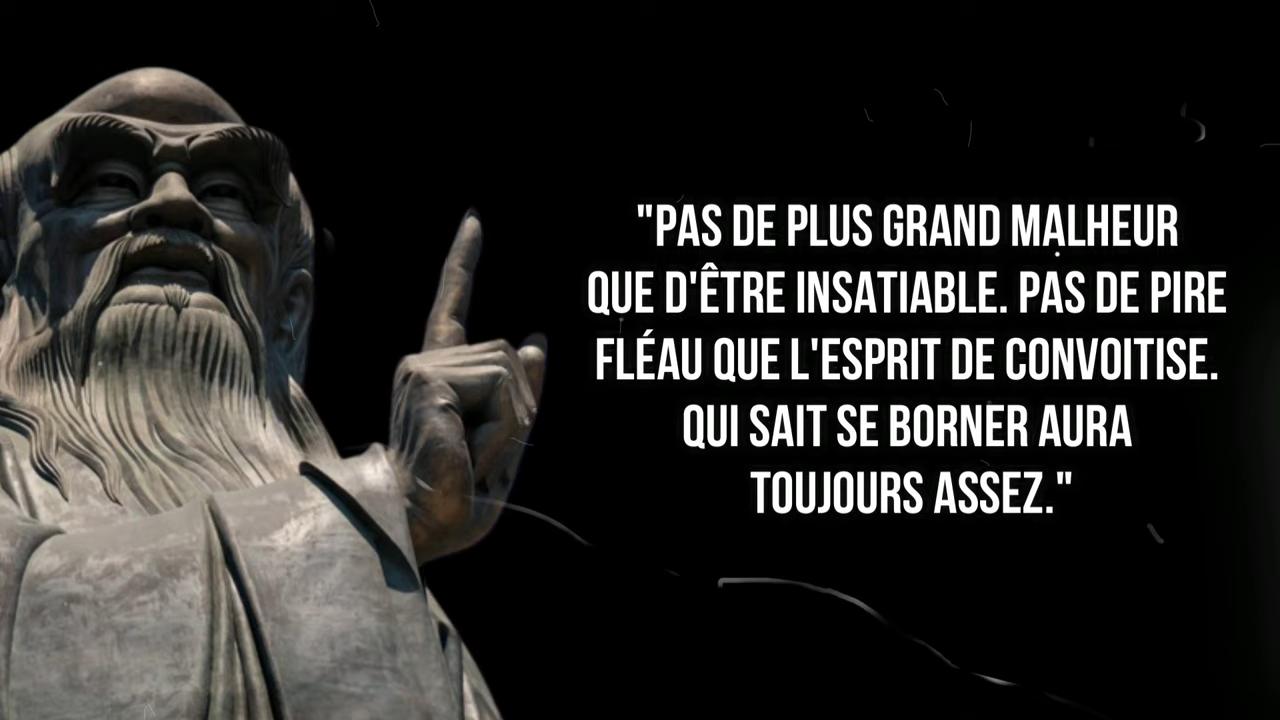 "PAS DE PLUS GRAND MALHEUR
QUE D'ÊTRE INSATIABLE. PAS DE PIRE
FLÉAU QUE L'ESPRIT DE CONVOITISE.
QUI SAIT SE BORNER AURA
TOUJOURS ASSEZ."